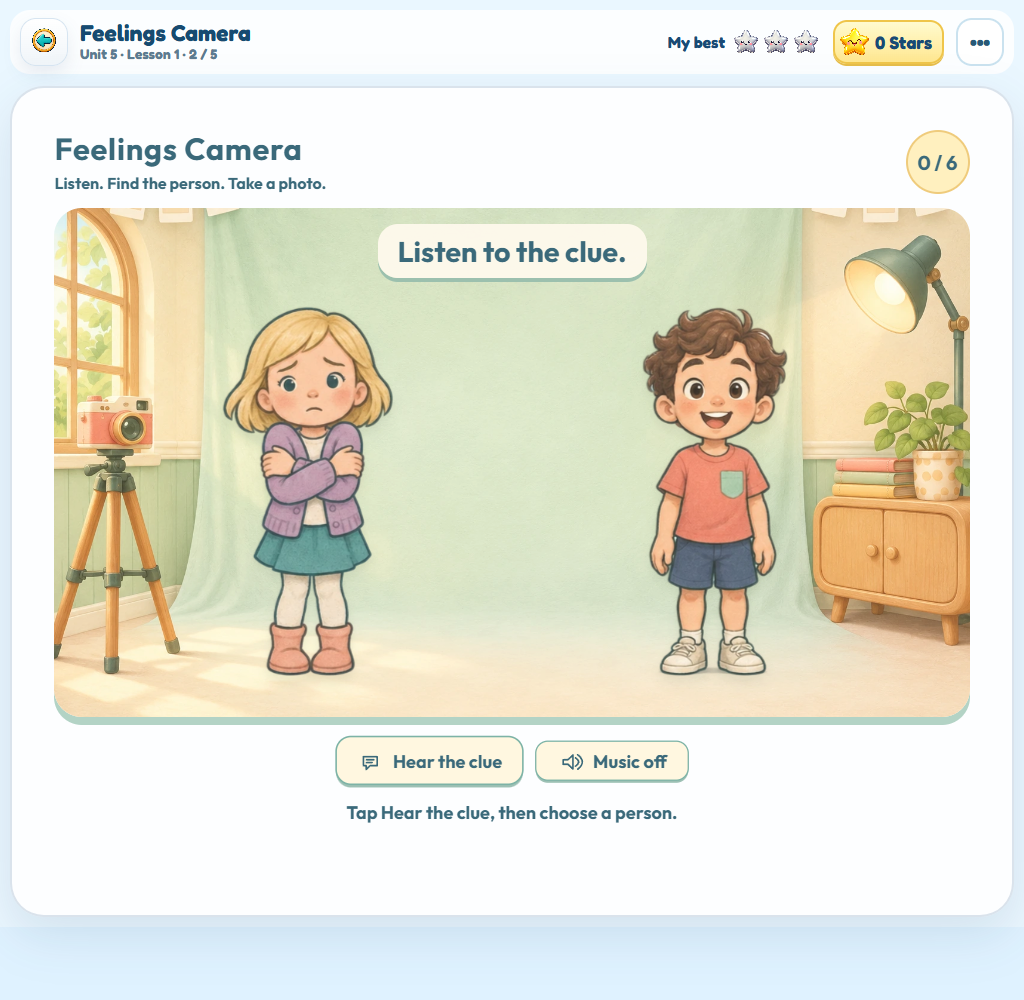 Feelings Camera
Unit 5 · Lesson 1 · 2 / 5
My best
0 Stars
•••
Feelings Camera
Listen. Find the person. Take a photo.
0 / 6
Listen to the clue.
Hear the clue
Music off
Tap Hear the clue, then choose a person.